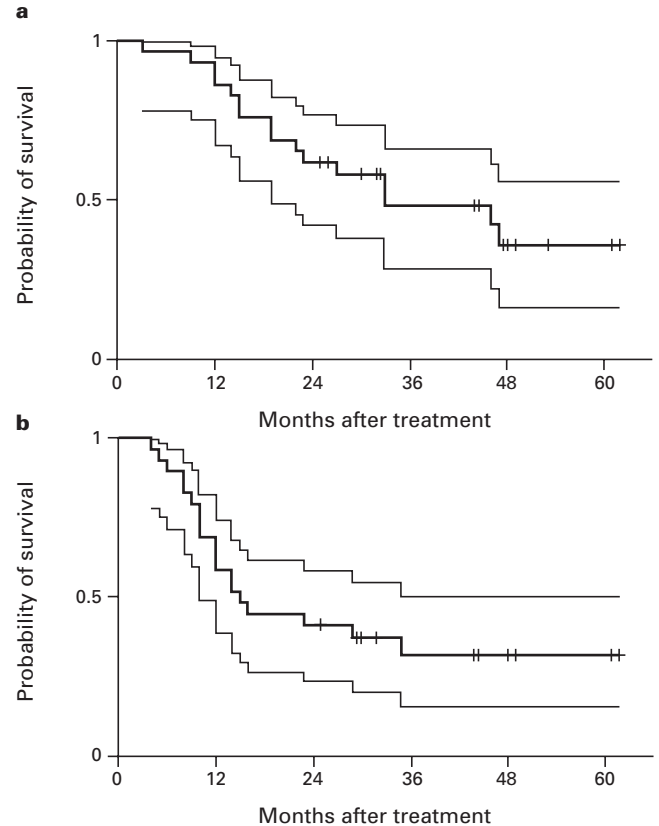 a
1
0.5
0
Probability of survival
0 12 24 36 48 60
Months after treatment
b
1
0.5
0
Probability of survival
0 12 24 36 48 60
Months after treatment